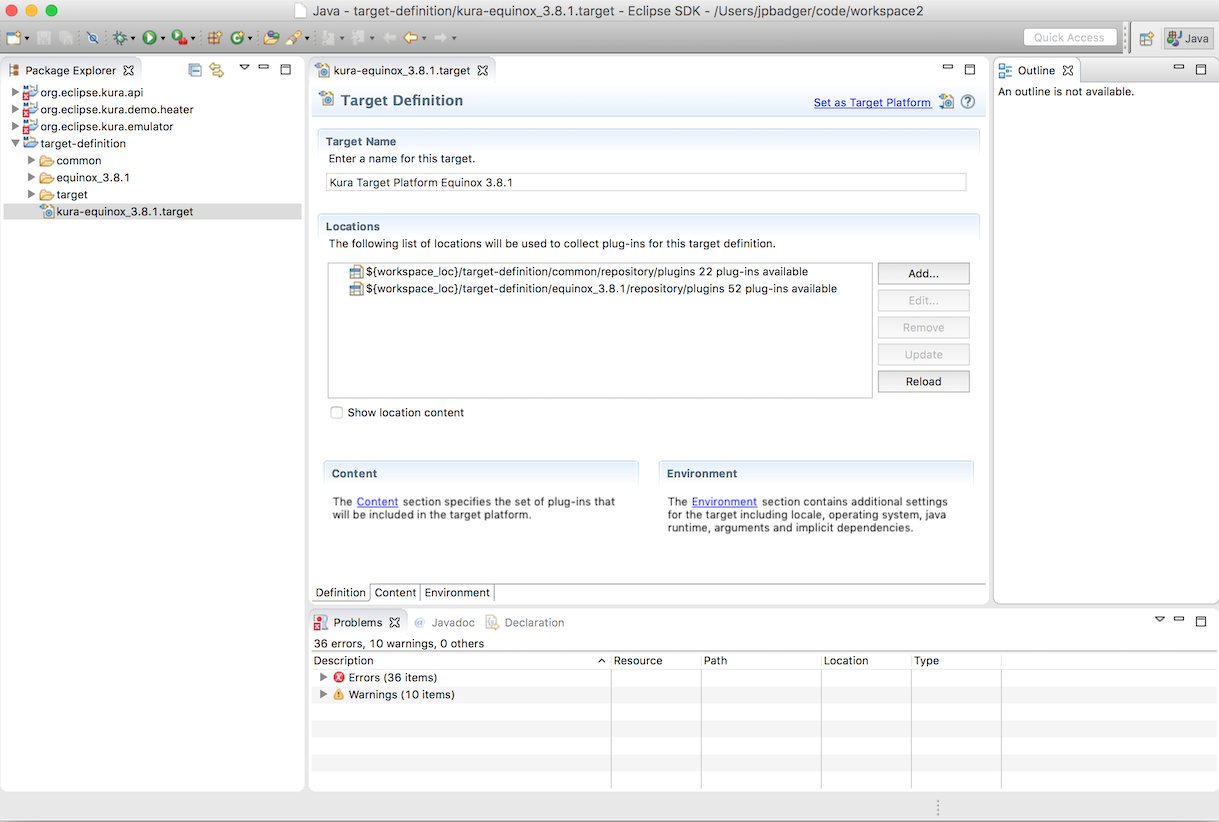 Java - target-definition/kura-equinox_3.8.1.target - Eclipse SDK - /Users/jpbadger/code/workspace2
Quick Access
Java
Package Explorer
org.eclipse.kura.api
org.eclipse.kura.demo.heater
org.eclipse.kura.emulator
target-definition
common
equinox_3.8.1
target
kura-equinox_3.8.1.target
kura-equinox_3.8.1.target
Target Definition
Set as Target Platform
Target Name
Enter a name for this target.
Kura Target Platform Equinox 3.8.1
Locations
The following list of locations will be used to collect plug-ins for this target definition.
${workspace_loc}/target-definition/common/repository/plugins 22 plug-ins available
${workspace_loc}/target-definition/equinox_3.8.1/repository/plugins 52 plug-ins available
Add...
Edit...
Remove
Update
Reload
Show location content
Content
The Content section specifies the set of plug-ins that
will be included in the target platform.
Environment
The Environment section contains additional settings
for the target including locale, operating system, java
runtime, arguments and implicit dependencies.
Definition Content Environment
Outline
An outline is not available.
Problems @ Javadoc Declaration
36 errors, 10 warnings, 0 others
Description Resource Path Location Type
Errors (36 items)
Warnings (10 items)